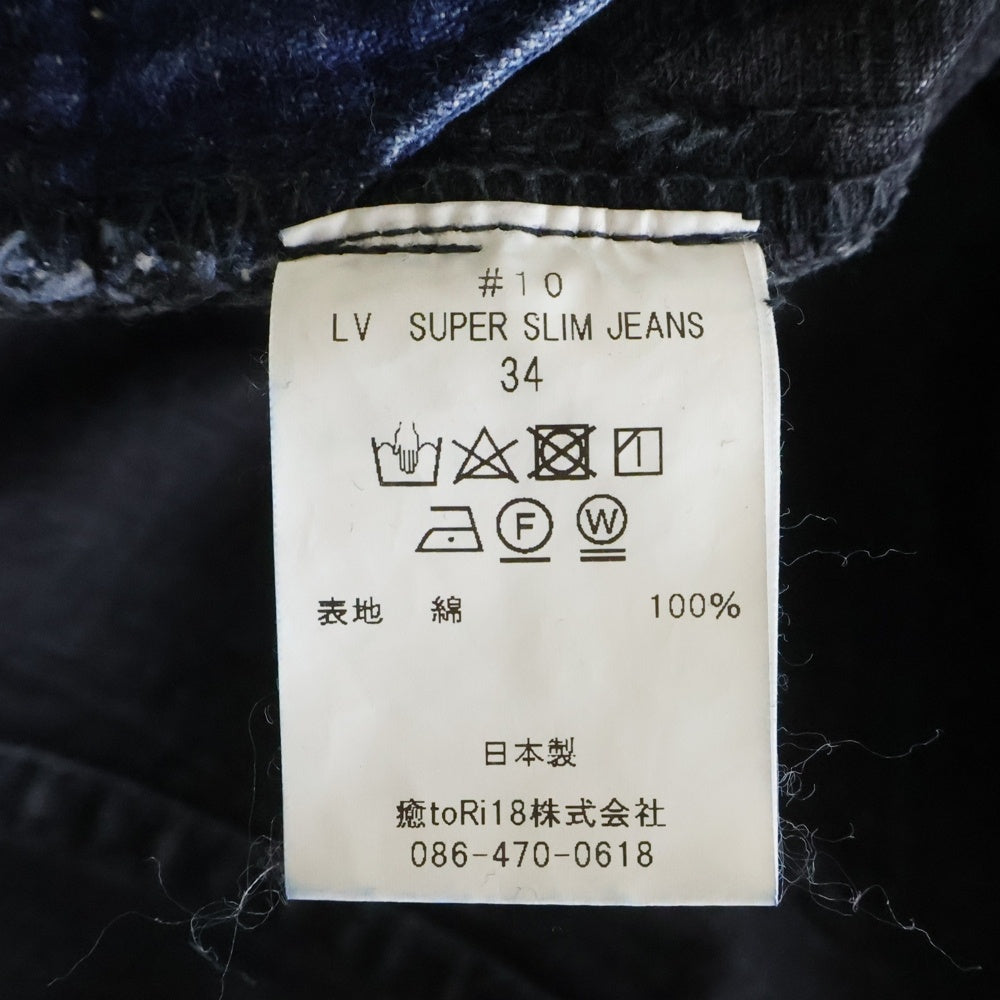 #10
LV SUPER SLIM JEANS
34
F W
表地 綿 100%
日本製
癒toRi18株式会社
086-470-0618